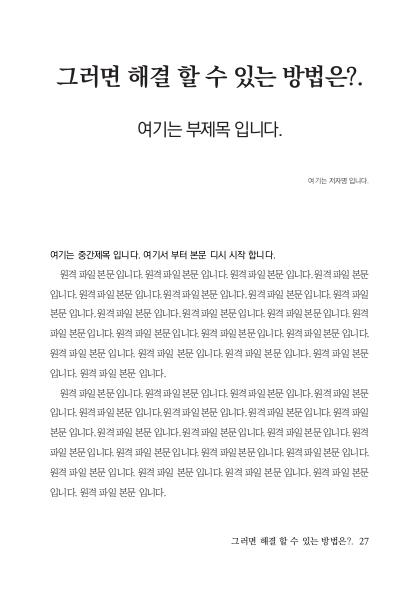 그러면 해결 할 수 있는 방법은?.
여기는 부제목 입니다.
여기는 저자명 입니다.
여기는 중간제목 입니다. 여기서 부터 본문 디시 시작 합니다.
원격 파일 본문 입니다. 원격 파일 본문 입니다. 원격 파일 본문 입니다. 원격 파일 본문
입니다. 원격 파일 본문 입니다. 원격 파일 본문 입니다. 원격 파일 본문 입니다. 원격 파일
본문 입니다. 원격 파일 본문 입니다. 원격 파일 본문 입니다. 원격 파일 본문 입니다. 원격
파일 본문 입니다. 원격 파일 본문 입니다. 원격 파일 본문 입니다. 원격 파일 본문 입니다.
원격 파일 본문 입니다. 원격 파일 본문 입니다. 원격 파일 본문 입니다. 원격 파일 본문
입니다. 원격 파일 본문 입니다.
원격 파일 본문 입니다. 원격 파일 본문 입니다. 원격 파일 본문 입니다. 원격 파일 본문
입니다. 원격 파일 본문 입니다. 원격 파일 본문 입니다. 원격 파일 본문 입니다. 원격 파일
본문 입니다. 원격 파일 본문 입니다. 원격 파일 본문 입니다. 원격 파일 본문 입니다. 원격
파일 본문 입니다. 원격 파일 본문 입니다. 원격 파일 본문 입니다. 원격 파일 본문 입니다.
원격 파일 본문 입니다. 원격 파일 본문 입니다. 원격 파일 본문 입니다. 원격 파일 본문
입니다. 원격 파일 본문 입니다.
그러면 해결 할 수 있는 방법은?. 27